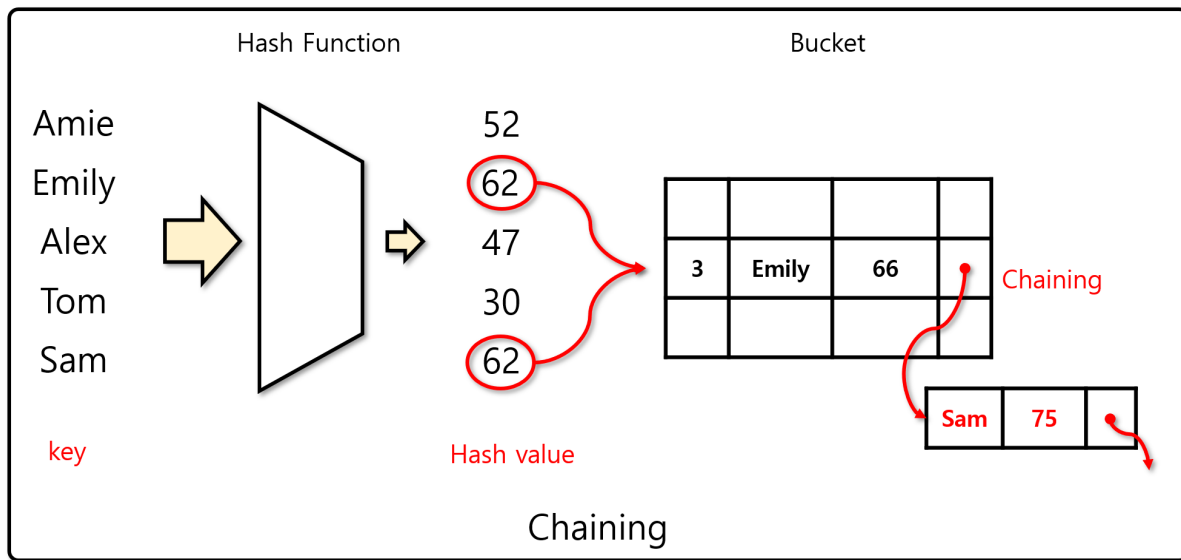 Hash Function
Bucket
Amie
Emily
Alex
Tom
Sam
key
52
62
47
30
62
Hash value
3 Emily 66
Chaining
Sam 75
Chaining